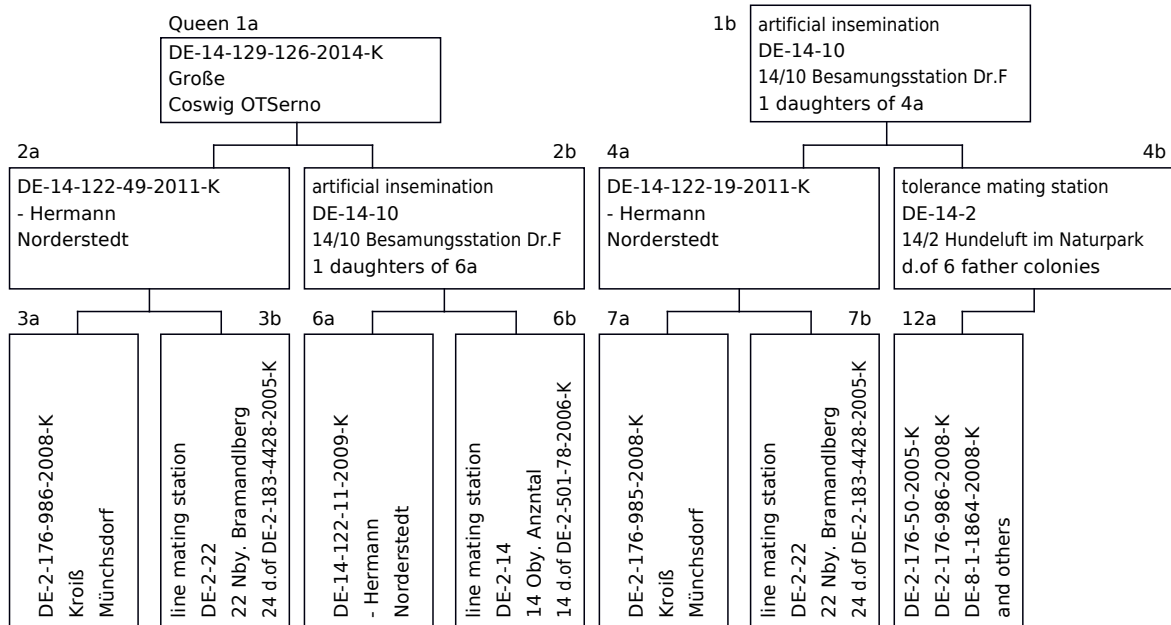 Queen 1a
DE-14-129-126-2014-K
Große
Coswig OTSerno
1b
artificial insemination
DE-14-10
14/10 Besamungsstation Dr.F
1 daughters of 4a
2a
DE-14-122-49-2011-K
- Hermann
Norderstedt
2b
artificial insemination
DE-14-10
14/10 Besamungsstation Dr.F
1 daughters of 6a
4a
DE-14-122-19-2011-K
- Hermann
Norderstedt
4b
tolerance mating station
DE-14-2
14/2 Hundeluft im Naturpark
d.of 6 father colonies
3a
DE-2-176-986-2008-K
Kroiß
Münchsdorf
3b
line mating station
DE-2-22
22 Nby. Bramandlberg
24 d.of DE-2-183-4428-2005-K
6a
DE-14-122-11-2009-K
- Hermann
Norderstedt
6b
line mating station
DE-2-14
14 Oby. Anzntal
14 d.of DE-2-501-78-2006-K
7a
DE-2-176-985-2008-K
Kroiß
Münchsdorf
7b
line mating station
DE-2-22
22 Nby. Bramandlberg
24 d.of DE-2-183-4428-2005-K
12a
DE-2-176-50-2005-K
DE-2-176-986-2008-K
DE-8-1-1864-2008-K
and others